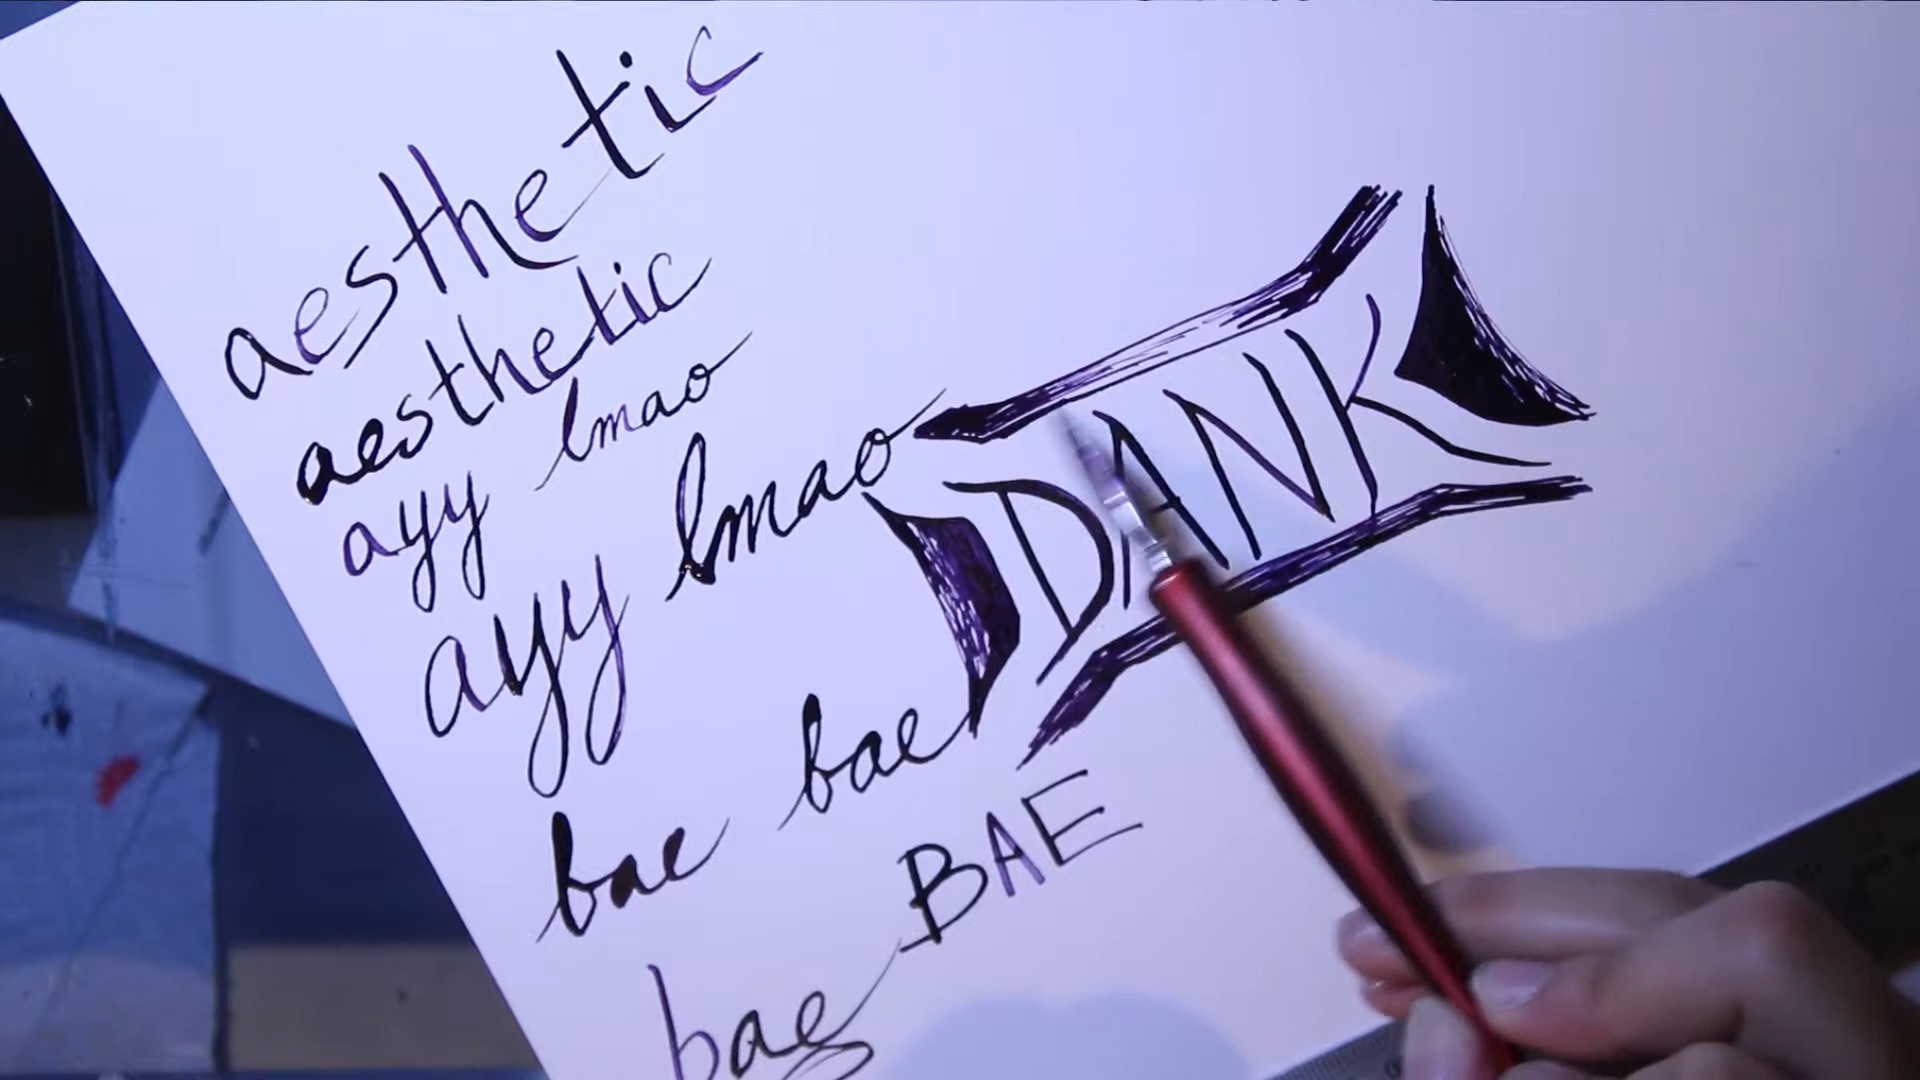 aesthetic
aesthetic
ayy lmao
ayy lmao
DANK
bae bae
BAE
bae